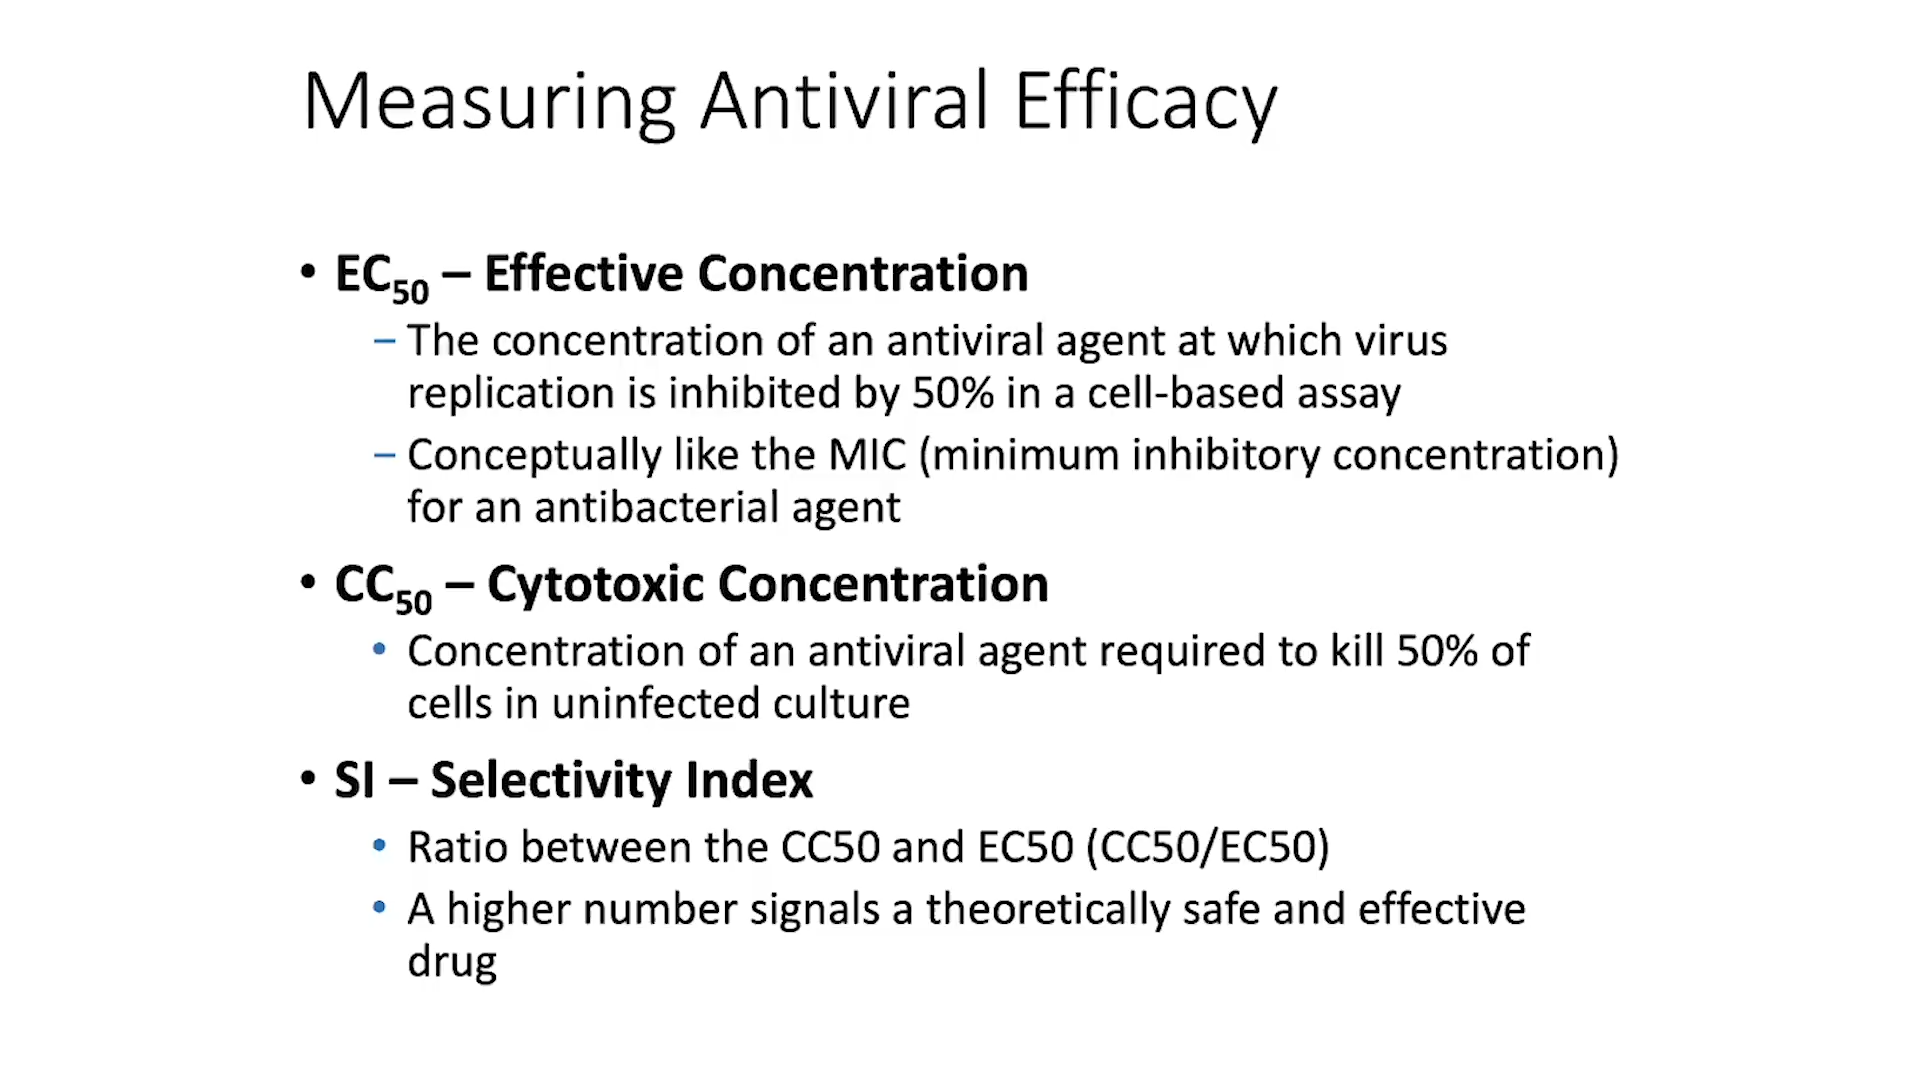 Measuring Antiviral Efficacy
• EC50 – Effective Concentration
– The concentration of an antiviral agent at which virus
replication is inhibited by 50% in a cell-based assay
– Conceptually like the MIC (minimum inhibitory concentration)
for an antibacterial agent
• CC50 – Cytotoxic Concentration
• Concentration of an antiviral agent required to kill 50% of
cells in uninfected culture
• SI – Selectivity Index
• Ratio between the CC50 and EC50 (CC50/EC50)
• A higher number signals a theoretically safe and effective
drug